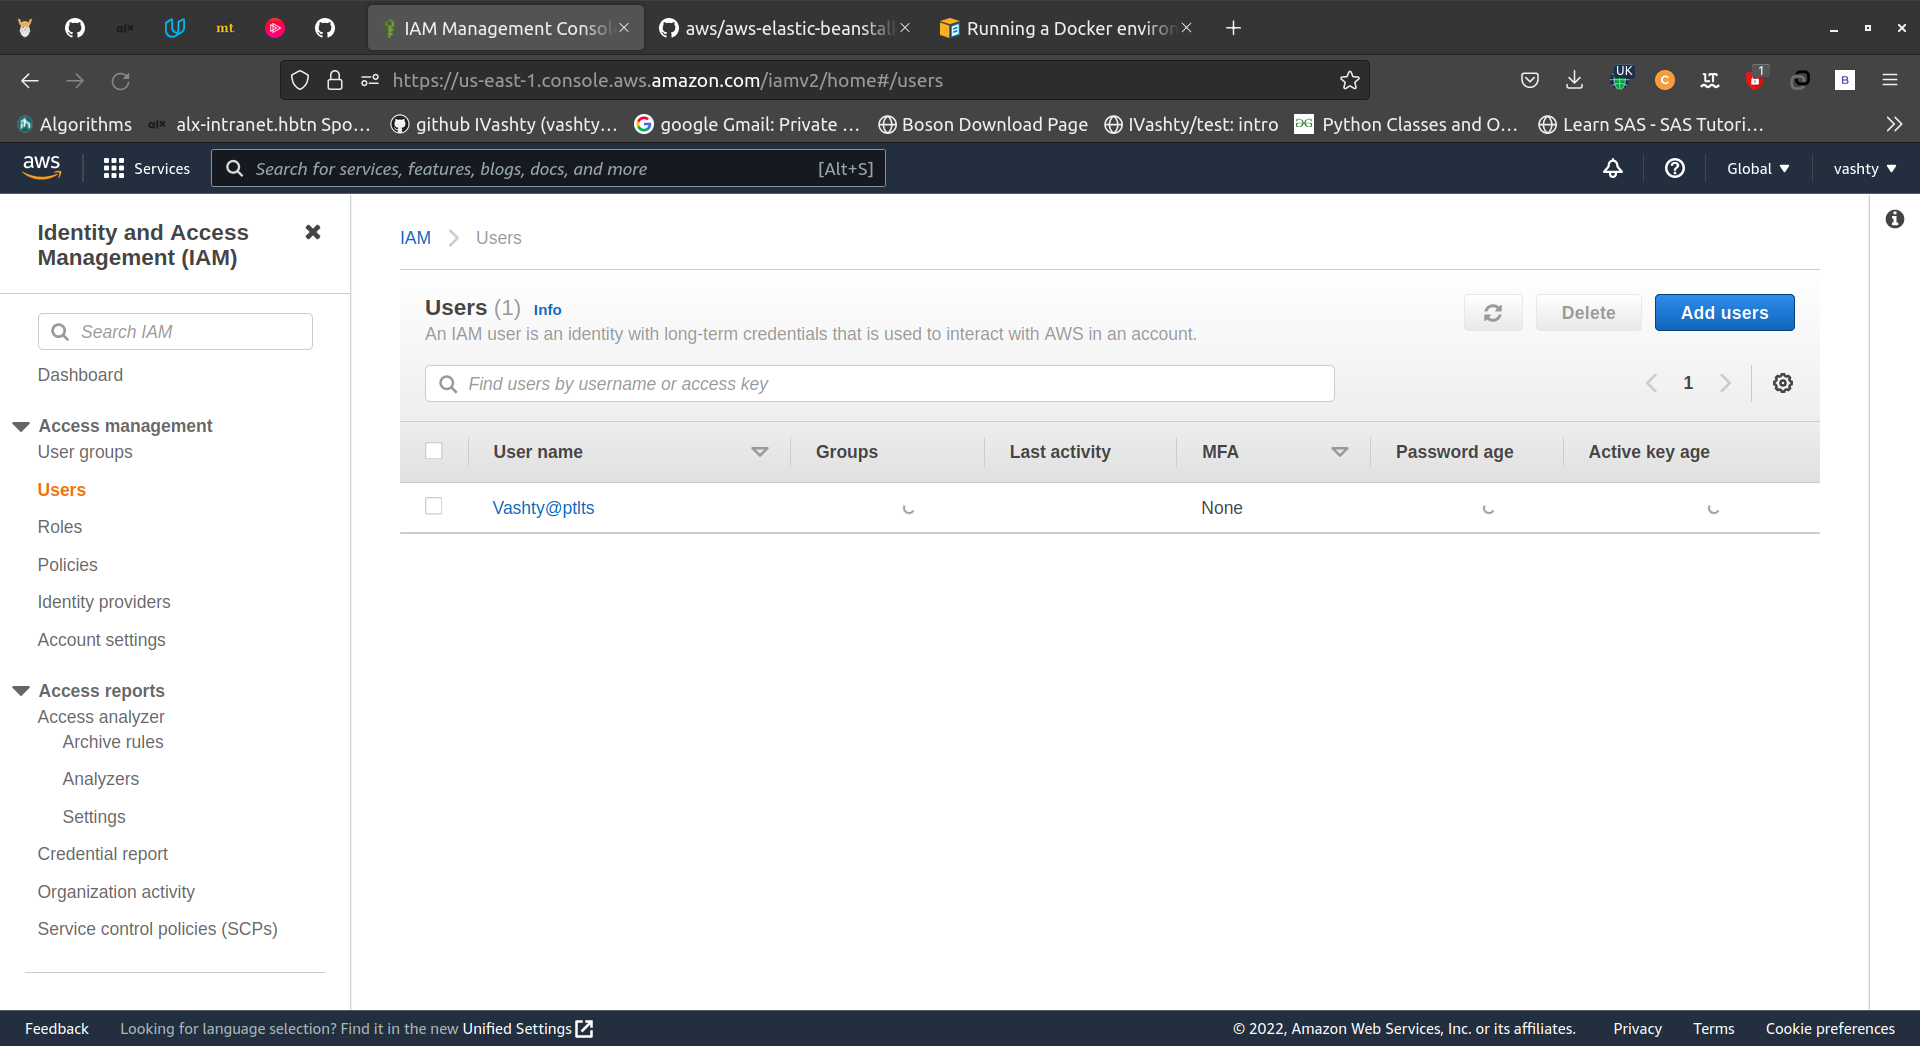 alx
mt
IAM Management Consol
aws/aws-elastic-beanstal
Running a Docker environ
https://us-east-1.console.aws.amazon.com/iamv2/home#/users
UK
C
1
B
Algorithms
alx alx-intranet.hbtn Spo…
github IVashty (vashty…
google Gmail: Private …
Boson Download Page
IVashty/test: intro
Python Classes and O…
Learn SAS - SAS Tutori…
aws
Services
Search for services, features, blogs, docs, and more
[Alt+S]
Global
vashty
Identity and Access
Management (IAM)
Search IAM
Dashboard
Access management
User groups
Users
Roles
Policies
Identity providers
Account settings
Access reports
Access analyzer
Archive rules
Analyzers
Settings
Credential report
Organization activity
Service control policies (SCPs)
IAM
Users
Users (1) Info
An IAM user is an identity with long-term credentials that is used to interact with AWS in an account.
Delete
Add users
Find users by username or access key
1
User name
Groups
Last activity
MFA
Password age
Active key age
Vashty@ptlts
None
Feedback
Looking for language selection? Find it in the new Unified Settings
© 2022, Amazon Web Services, Inc. or its affiliates.
Privacy
Terms
Cookie preferences